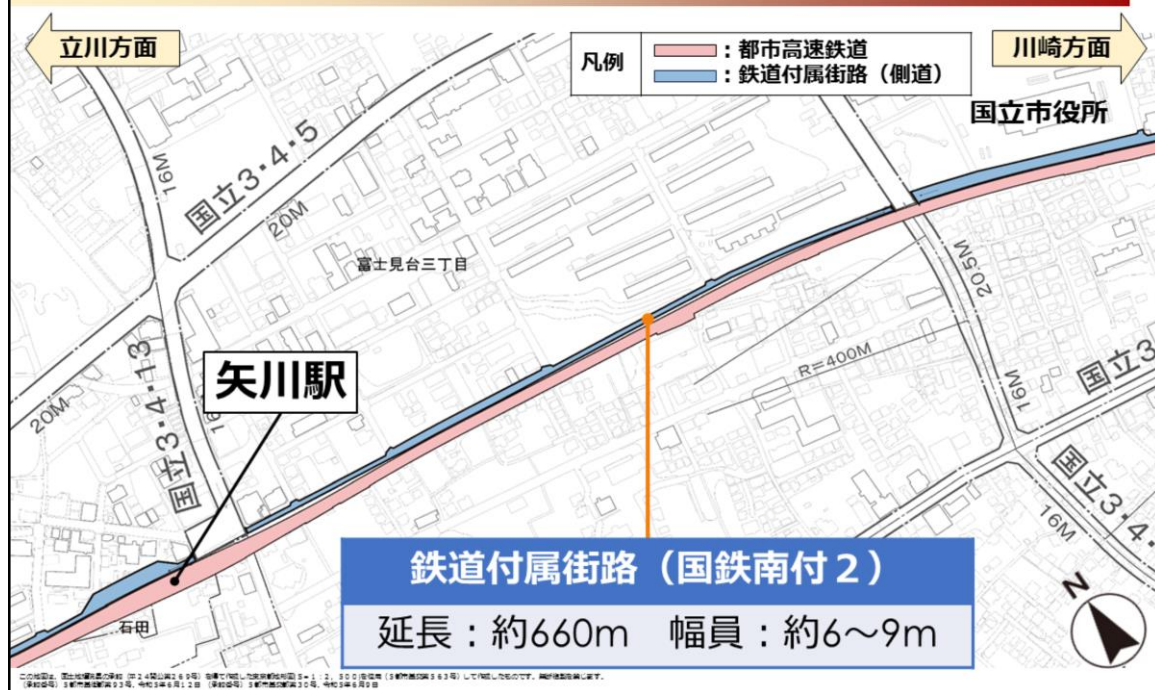 立川方面
凡例
：都市高速鉄道
：鉄道付属街路（側道）
川崎方面
国立市役所
16M
国立3・4・5
20M
富士見台三丁目
20.5M
矢川駅
R=400M
20M
国立3・4・13
16M
国立3
国立3・4・
16M
石田
N
鉄道付属街路（国鉄南付２）
延長：約660m　幅員：約6～9m